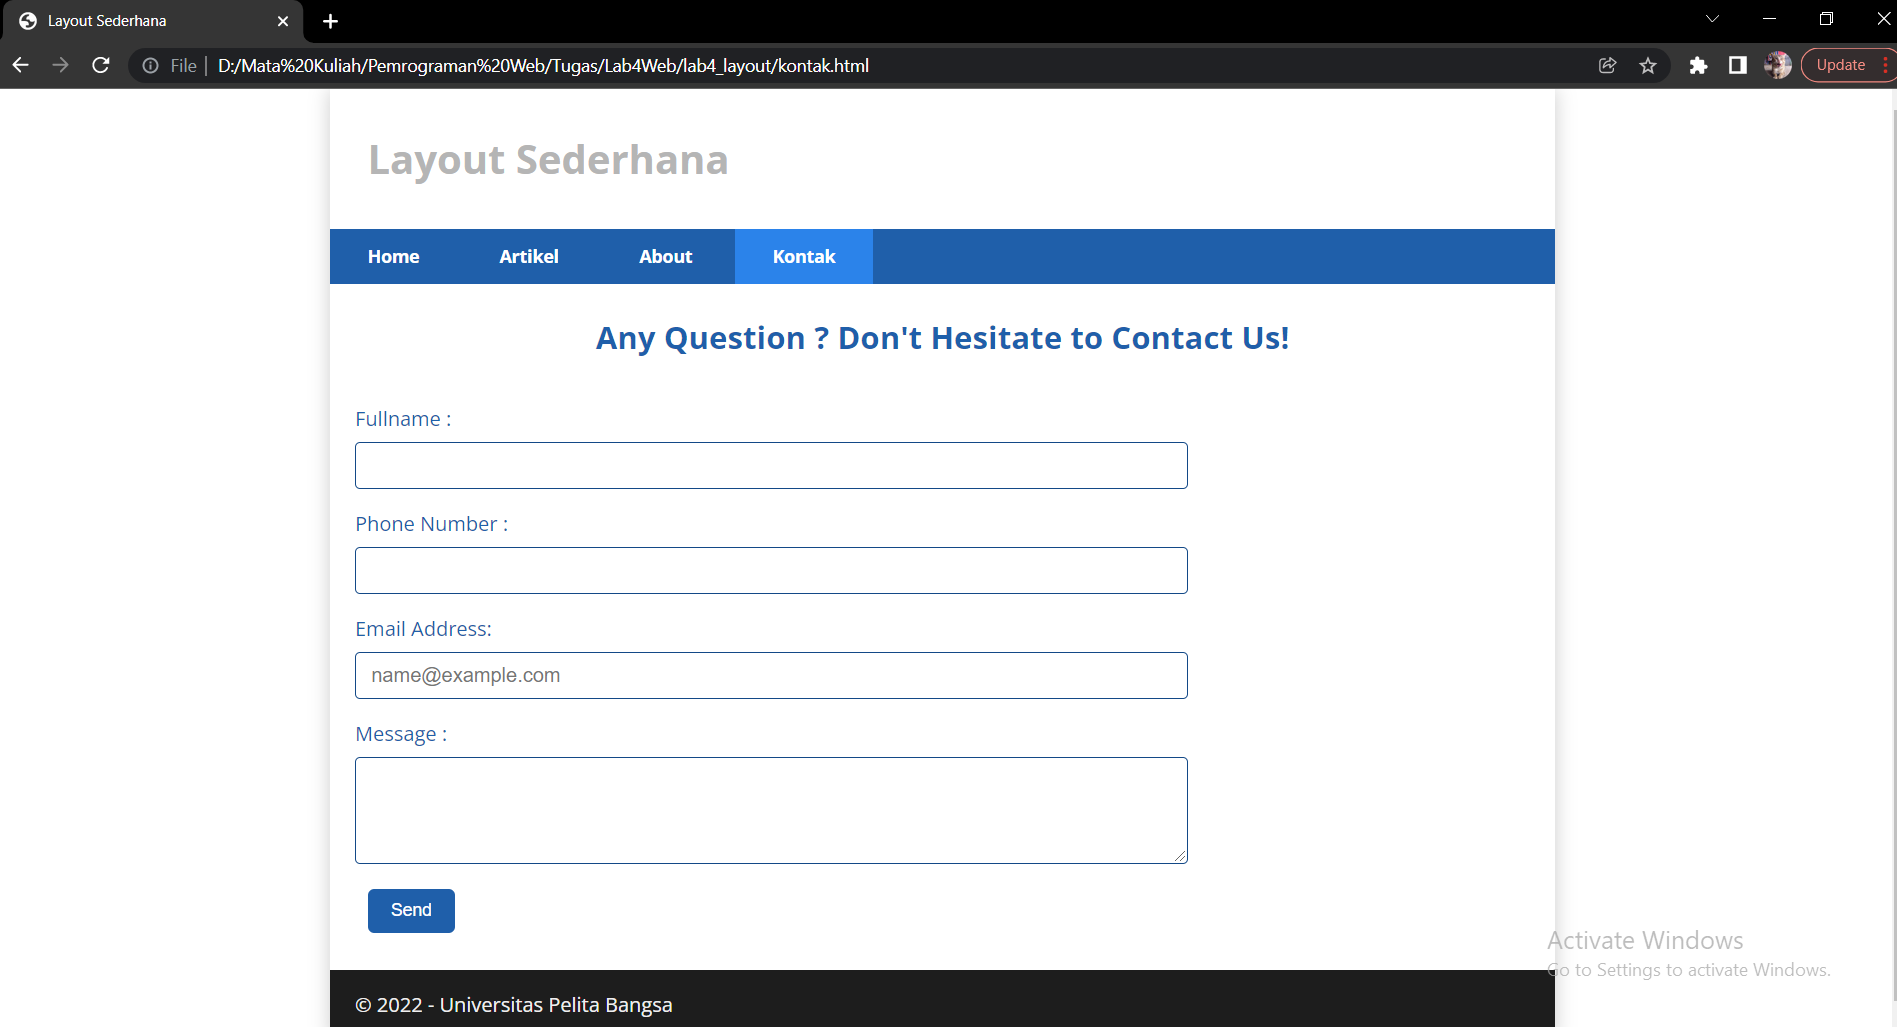 Layout Sederhana
File | D:/Mata%20Kuliah/Pemrograman%20Web/Tugas/Lab4Web/lab4_layout/kontak.html
Update
Layout Sederhana
Home Artikel About Kontak
Any Question ? Don't Hesitate to Contact Us!
Fullname :
Phone Number :
Email Address:
name@example.com
Message :
Send
Activate Windows
Go to Settings to activate Windows.
© 2022 - Universitas Pelita Bangsa